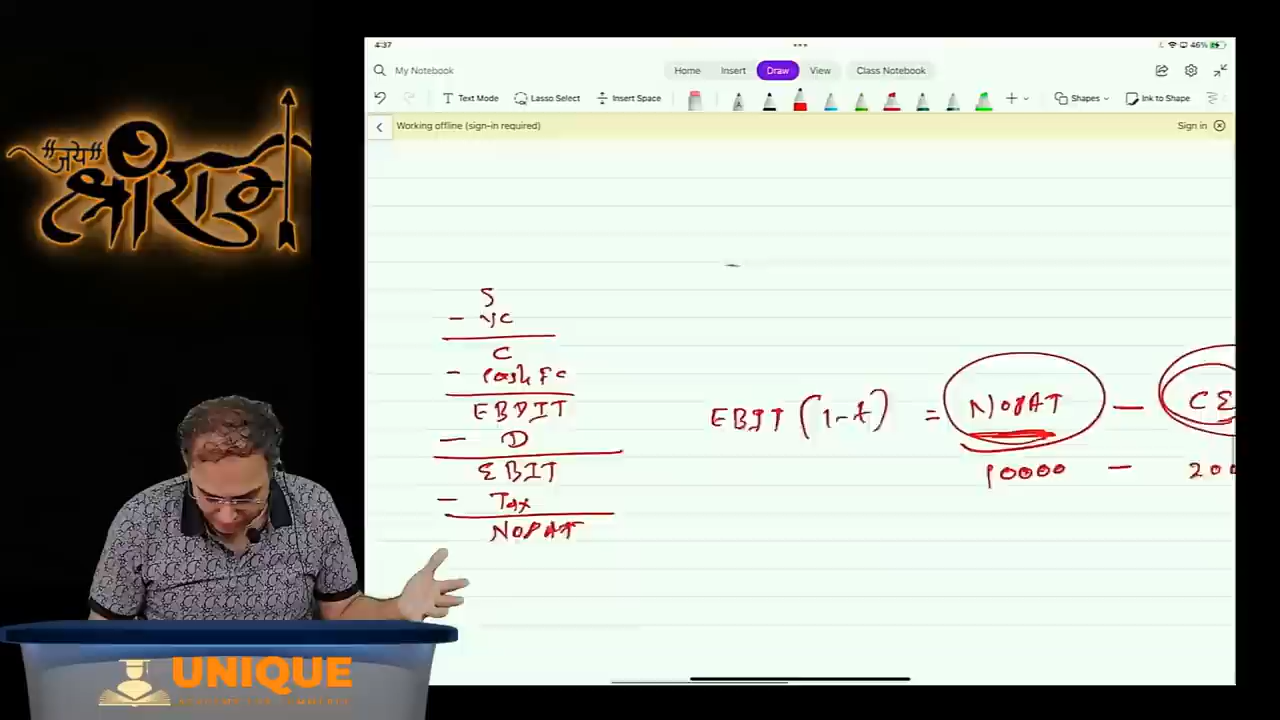 "जय"
श्रीराम
4:37
46%
My Notebook
Home Insert Draw View Class Notebook
Text Mode Lasso Select Insert Space Shapes Ink to Shape
Working offline (sign-in required) Sign in
S
- VC
C
- Cash FC
EBDIT
- D
EBIT
- Tax
NOPAT
EBIT (1-t) = NOPAT - CE
10000 - 200
UNIQUE